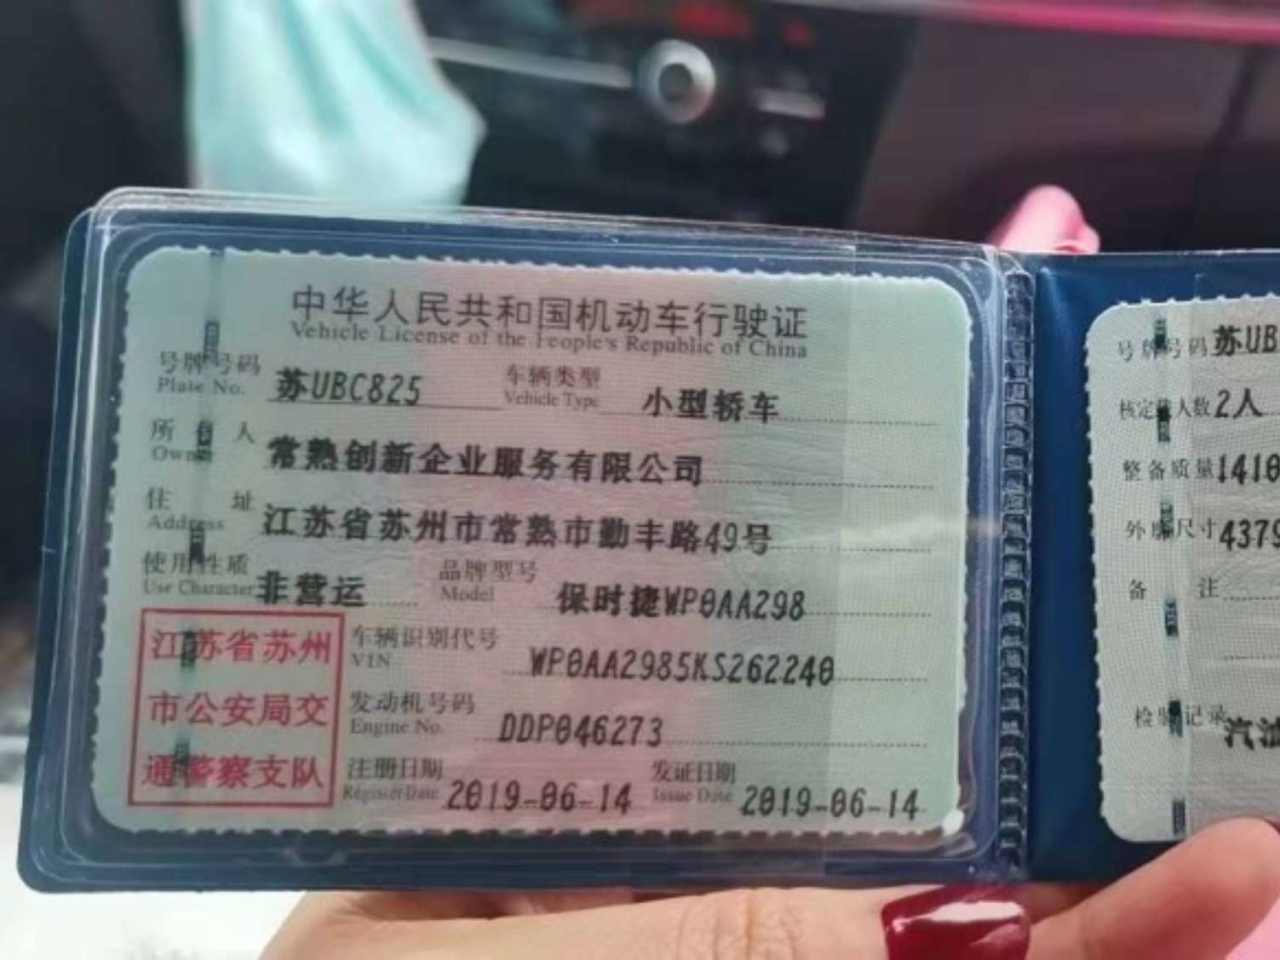 中华人民共和国机动车行驶证
Vehicle License of the People's Republic of China
号牌号码 苏UBC825 车辆类型 小型轿车
Plate No. Vehicle Type
所有人 常熟创新企业服务有限公司
Owner
住址 江苏省苏州市常熟市勤丰路49号
Address
使用性质 非营运 品牌型号 保时捷WP0AA298
Use Character Model
江苏省苏州
市公安局交
通警察支队
车辆识别代号 WP0AA2985KS262240
VIN
发动机号码 DDP046273
Engine No.
注册日期 2019-06-14 发证日期 2019-06-14
Register Date Issue Date
号牌号码 苏UB
核定载人数 2人
整备质量 1410
外廓尺寸 4379
备注
检验记录 汽油